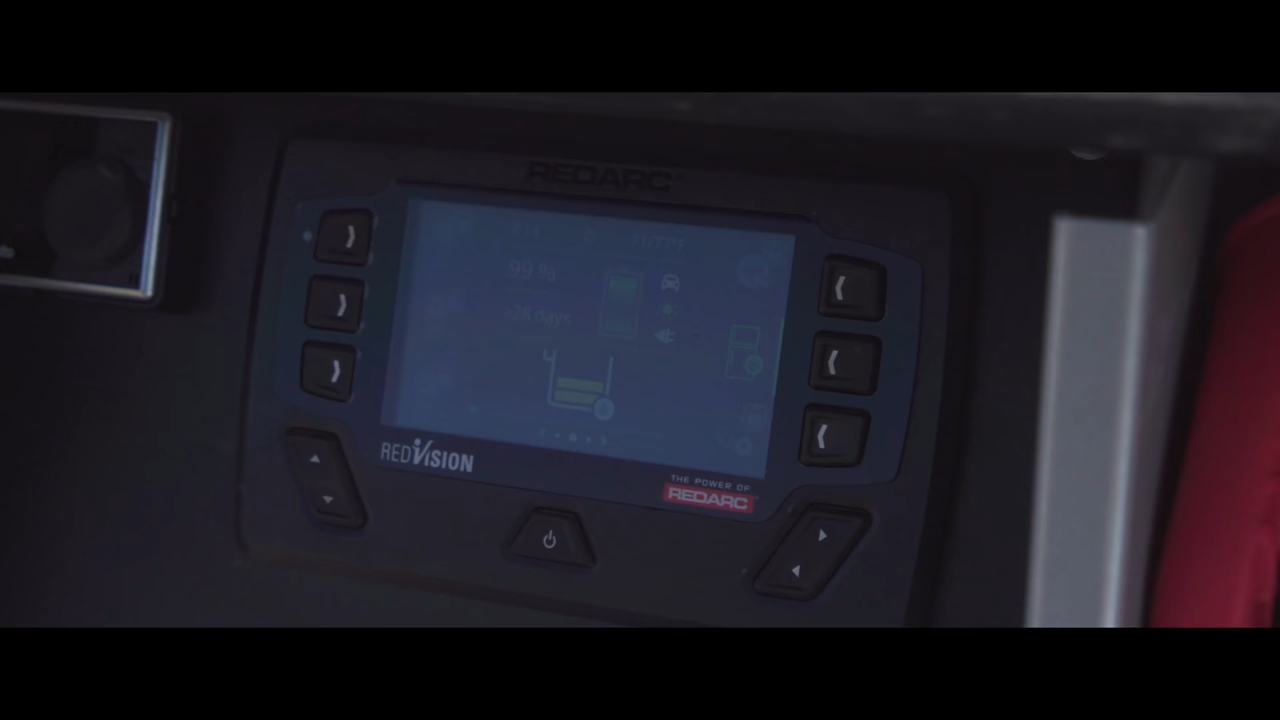 REDARC
99 %
>28 days
REDVISION
THE POWER OF
REDARC